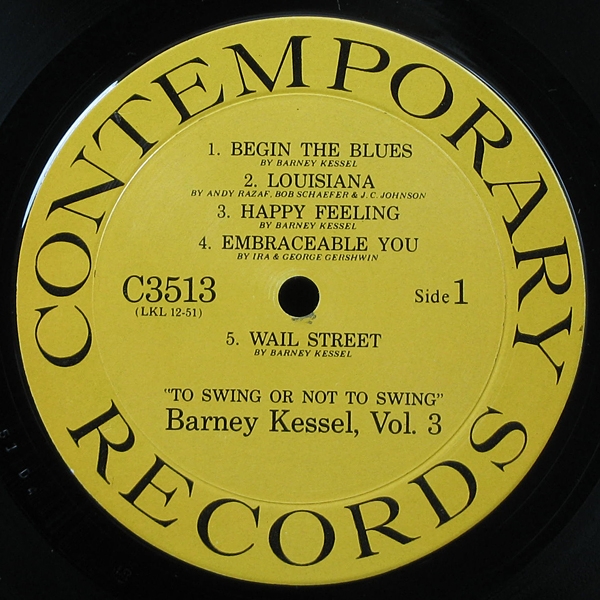 CONTEMPORARY
RECORDS
1. BEGIN THE BLUES
BY BARNEY KESSEL
2. LOUISIANA
BY ANDY RAZAF, BOB SCHAEFER & J. C. JOHNSON
3. HAPPY FEELING
BY BARNEY KESSEL
4. EMBRACEABLE YOU
BY IRA & GEORGE GERSHWIN
C3513
(LKL 12-51)
Side 1
5. WAIL STREET
BY BARNEY KESSEL
"TO SWING OR NOT TO SWING"
Barney Kessel, Vol. 3